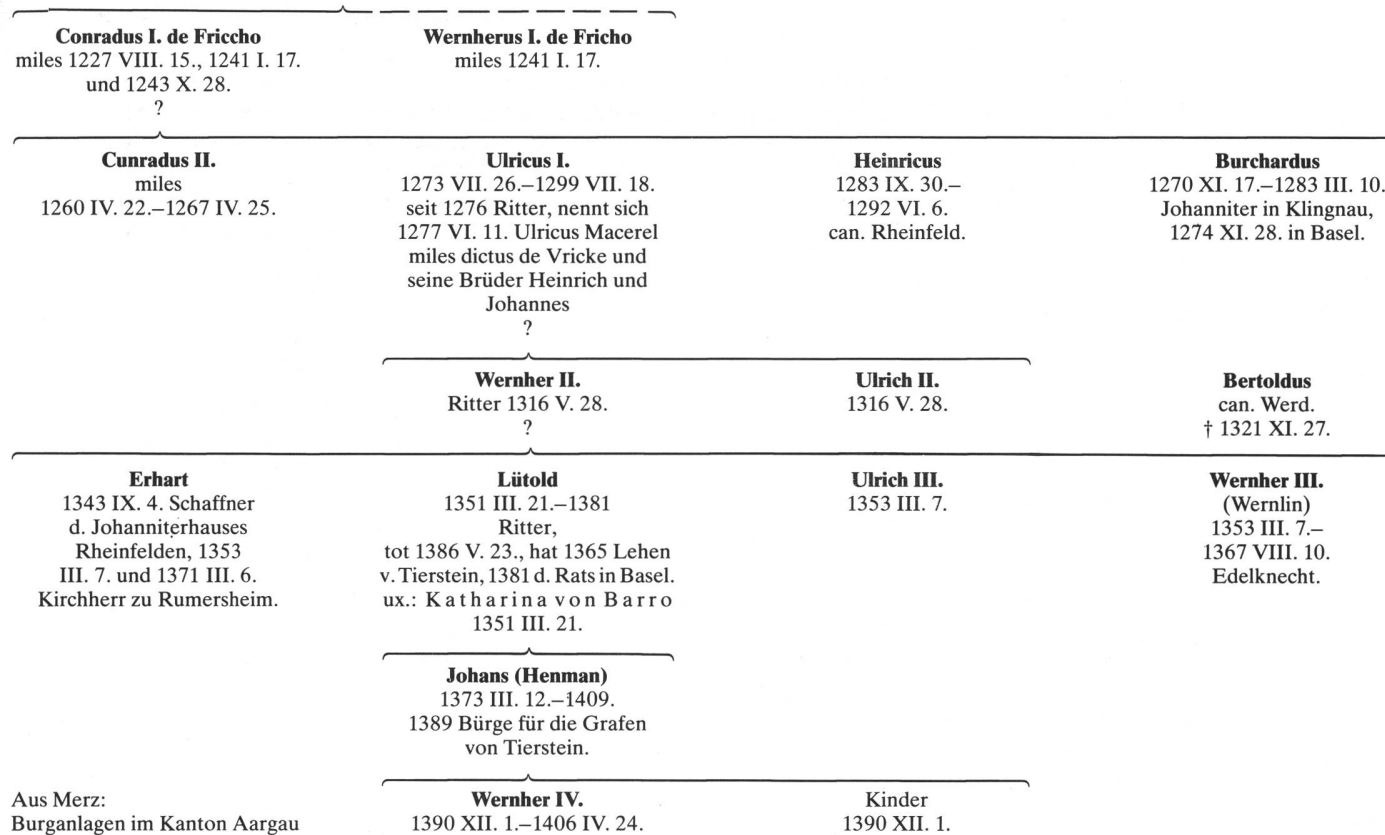 Conradus I. de Friccho
miles 1227 VIII. 15., 1241 I. 17.
und 1243 X. 28.
?
Wernherus I. de Fricho
miles 1241 I. 17.
Cunradus II.
miles
1260 IV. 22.–1267 IV. 25.
Ulricus I.
1273 VII. 26.–1299 VII. 18.
seit 1276 Ritter, nennt sich
1277 VI. 11. Ulricus Macerel
miles dictus de Vricke und
seine Brüder Heinrich und
Johannes
?
Heinricus
1283 IX. 30.–
1292 VI. 6.
can. Rheinfeld.
Burchardus
1270 XI. 17.–1283 III. 10.
Johanniter in Klingnau,
1274 XI. 28. in Basel.
Wernher II.
Ritter 1316 V. 28.
?
Ulrich II.
1316 V. 28.
Bertoldus
can. Werd.
† 1321 XI. 27.
Erhart
1343 IX. 4. Schaffner
d. Johanniterhauses
Rheinfelden, 1353
III. 7. und 1371 III. 6.
Kirchherr zu Rumersheim.
Lütold
1351 III. 21.–1381
Ritter,
tot 1386 V. 23., hat 1365 Lehen
v. Tierstein, 1381 d. Rats in Basel.
ux.: Katharina von Barro
1351 III. 21.
Ulrich III.
1353 III. 7.
Wernher III.
(Wernlin)
1353 III. 7.–
1367 VIII. 10.
Edelknecht.
Johans (Henman)
1373 III. 12.–1409.
1389 Bürge für die Grafen
von Tierstein.
Wernher IV.
1390 XII. 1.–1406 IV. 24.
Kinder
1390 XII. 1.
Aus Merz:
Burganlagen im Kanton Aargau